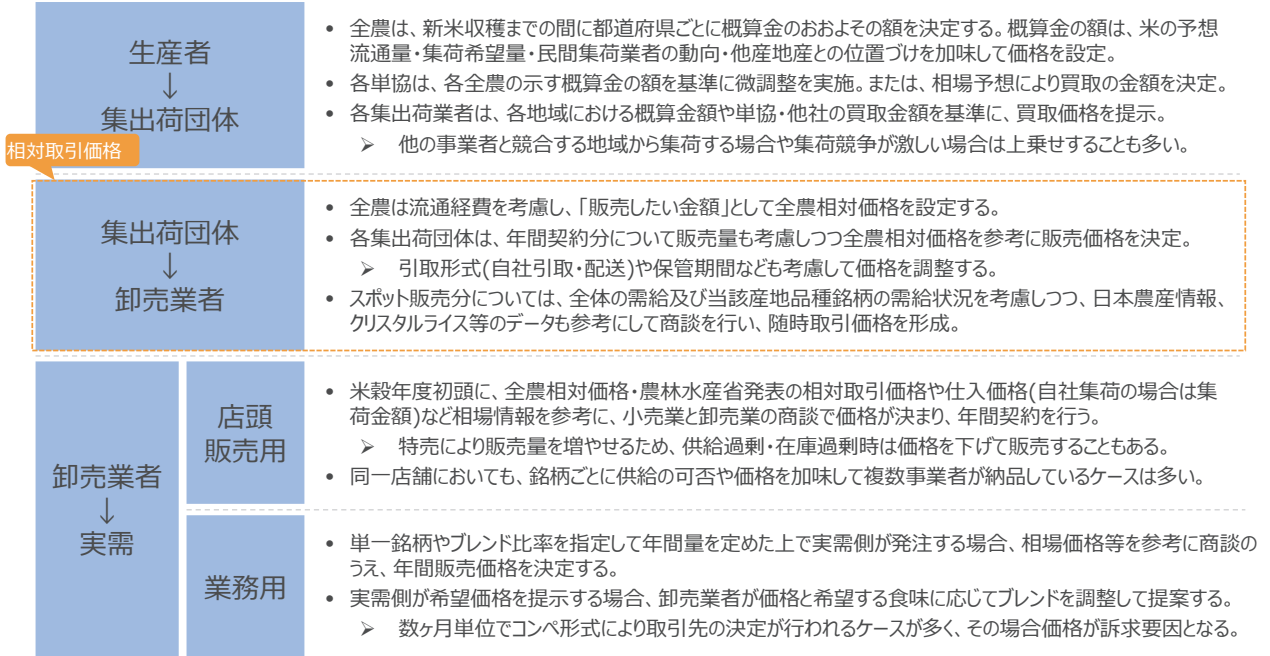 生産者
↓
集出荷団体
• 全農は、新米収穫までの間に都道府県ごとに概算金のおおよその額を決定する。概算金の額は、米の予想
流通量・集荷希望量・民間集荷業者の動向・他産地産との位置づけを加味して価格を設定。
• 各単協は、各全農の示す概算金の額を基準に微調整を実施。または、相場予想により買取の金額を決定。
• 各集出荷業者は、各地域における概算金額や単協・他社の買取金額を基準に、買取価格を提示。
➢ 他の事業者と競合する地域から集荷する場合や集荷競争が激しい場合は上乗せすることも多い。
相対取引価格
集出荷団体
↓
卸売業者
• 全農は流通経費を考慮し、「販売したい金額」として全農相対価格を設定する。
• 各集出荷団体は、年間契約分について販売量も考慮しつつ全農相対価格を参考に販売価格を決定。
➢ 引取形式(自社引取・配送)や保管期間なども考慮して価格を調整する。
• スポット販売分については、全体の需給及び当該産地品種銘柄の需給状況を考慮しつつ、日本農産情報、
クリスタルライス等のデータも参考にして商談を行い、随時取引価格を形成。
卸売業者
↓
実需
店頭
販売用
• 米穀年度初頭に、全農相対価格・農林水産省発表の相対取引価格や仕入価格(自社集荷の場合は集
荷金額)など相場情報を参考に、小売業と卸売業の商談で価格が決まり、年間契約を行う。
➢ 特売により販売量を増やせるため、供給過剰・在庫過剰時は価格を下げて販売することもある。
• 同一店舗においても、銘柄ごとに供給の可否や価格を加味して複数事業者が納品しているケースは多い。
業務用
• 単一銘柄やブレンド比率を指定して年間量を定めた上で実需側が発注する場合、相場価格等を参考に商談の
うえ、年間販売価格を決定する。
• 実需側が希望価格を提示する場合、卸売業者が価格と希望する食味に応じてブレンドを調整して提案する。
➢ 数ヶ月単位でコンペ形式により取引先の決定が行われるケースが多く、その場合価格が訴求要因となる。